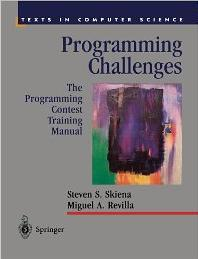 TEXTS IN COMPUTER SCIENCE
Programming
Challenges
The
Programming
Contest
Training
Manual
Steven S. Skiena
Miguel A. Revilla
Springer